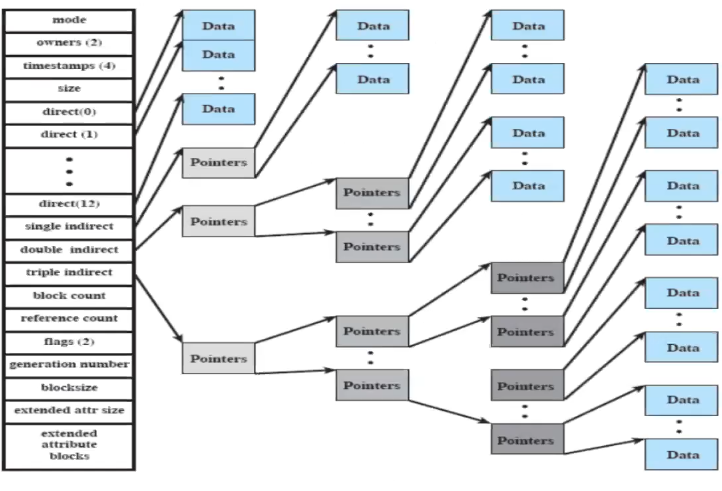 mode
owners (2)
timestamps (4)
size
direct(0)
direct (1)
direct(12)
single indirect
double indirect
triple indirect
block count
reference count
flags (2)
generation number
blocksize
extended attr size
extended
attribute
blocks
Data
Data
Data
Pointers
Pointers
Pointers
Data
Data
Pointers
Pointers
Pointers
Pointers
Data
Data
Data
Data
Pointers
Pointers
Pointers
Pointers
Data
Data
Data
Data
Data
Data
Data
Data